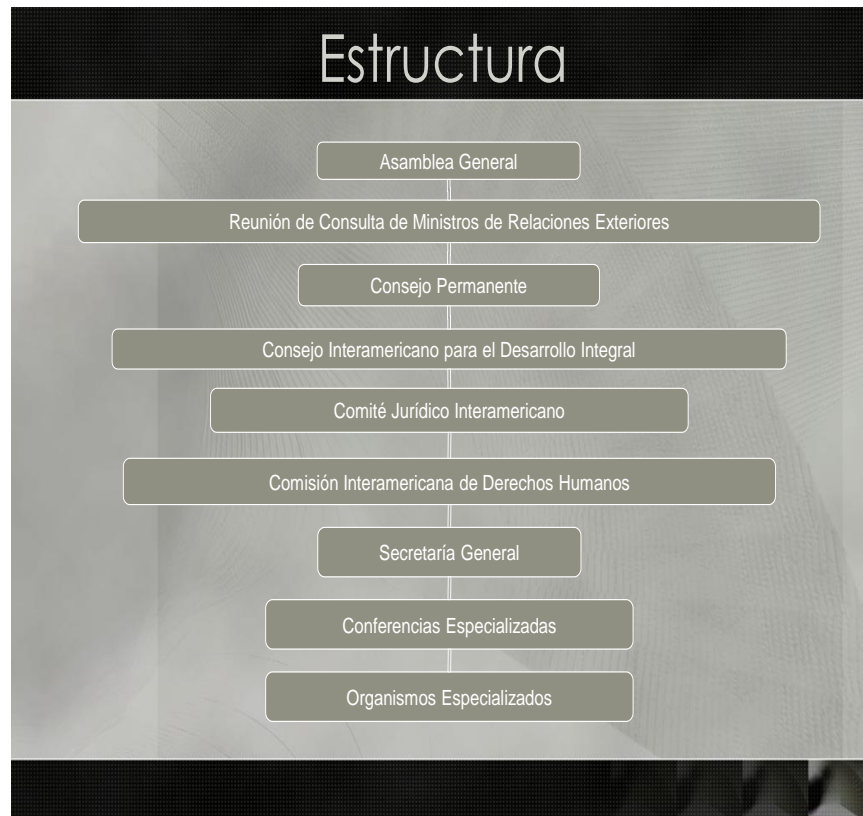 Estructura
Asamblea General
Reunión de Consulta de Ministros de Relaciones Exteriores
Consejo Permanente
Consejo Interamericano para el Desarrollo Integral
Comité Jurídico Interamericano
Comisión Interamericana de Derechos Humanos
Secretaría General
Conferencias Especializadas
Organismos Especializados